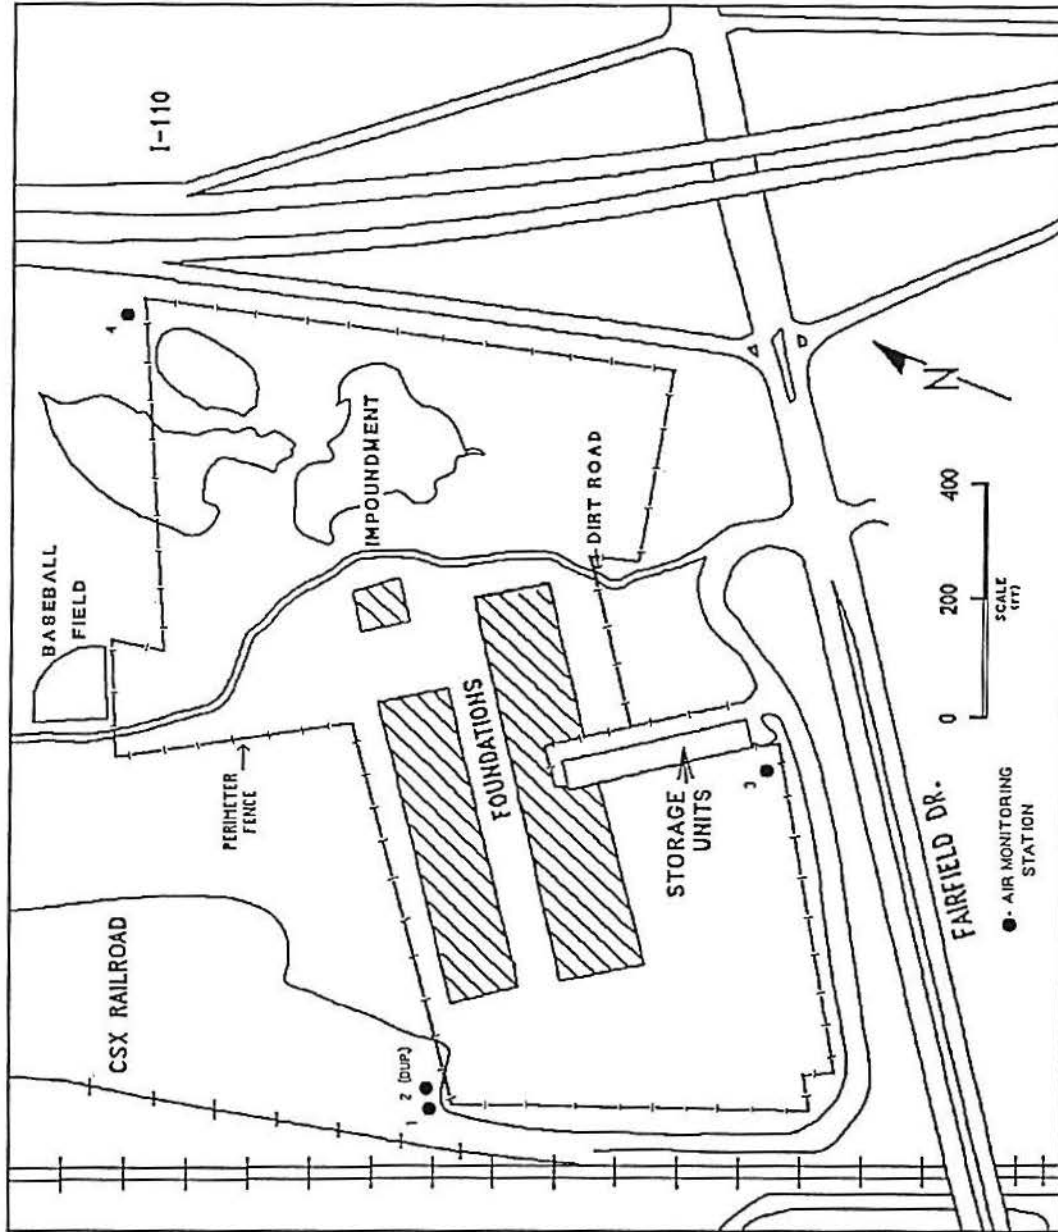 I-110
4
BASEBALL
FIELD
IMPOUNDMENT
DIRT ROAD
PERIMETER
FENCE
FOUNDATIONS
STORAGE
UNITS
3
CSX RAILROAD
1
2 (DUP.)
N
0 200 400
SCALE
(FT)
FAIRFIELD DR.
● - AIR MONITORING
STATION